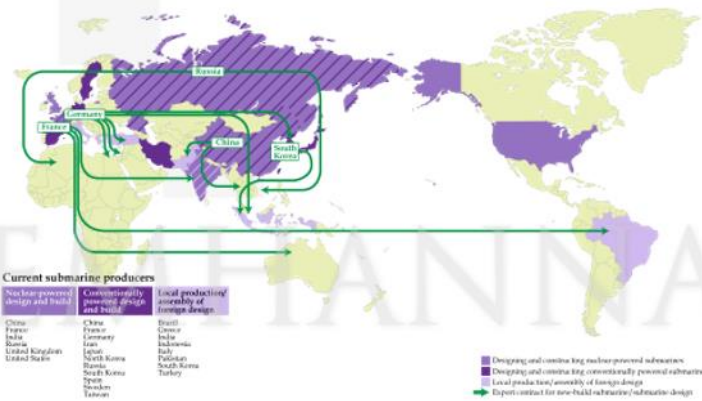 Russia
Germany
France
China
South
Korea
EMHANNA
Current submarine producers
Nuclear-powered
design and build
Conventionally
powered design
and build
Local production/
assembly of
foreign design
China
France
India
Russia
United Kingdom
United States
China
France
Germany
Iran
Japan
North Korea
Russia
South Korea
Spain
Sweden
Taiwan
Brazil
Greece
India
Indonesia
Italy
Pakistan
South Korea
Turkey
Designing and constructing nuclear-powered submarines
Designing and constructing conventionally powered submarin
Local production/assembly of foreign design
Export contract for new-build submarine/submarine design